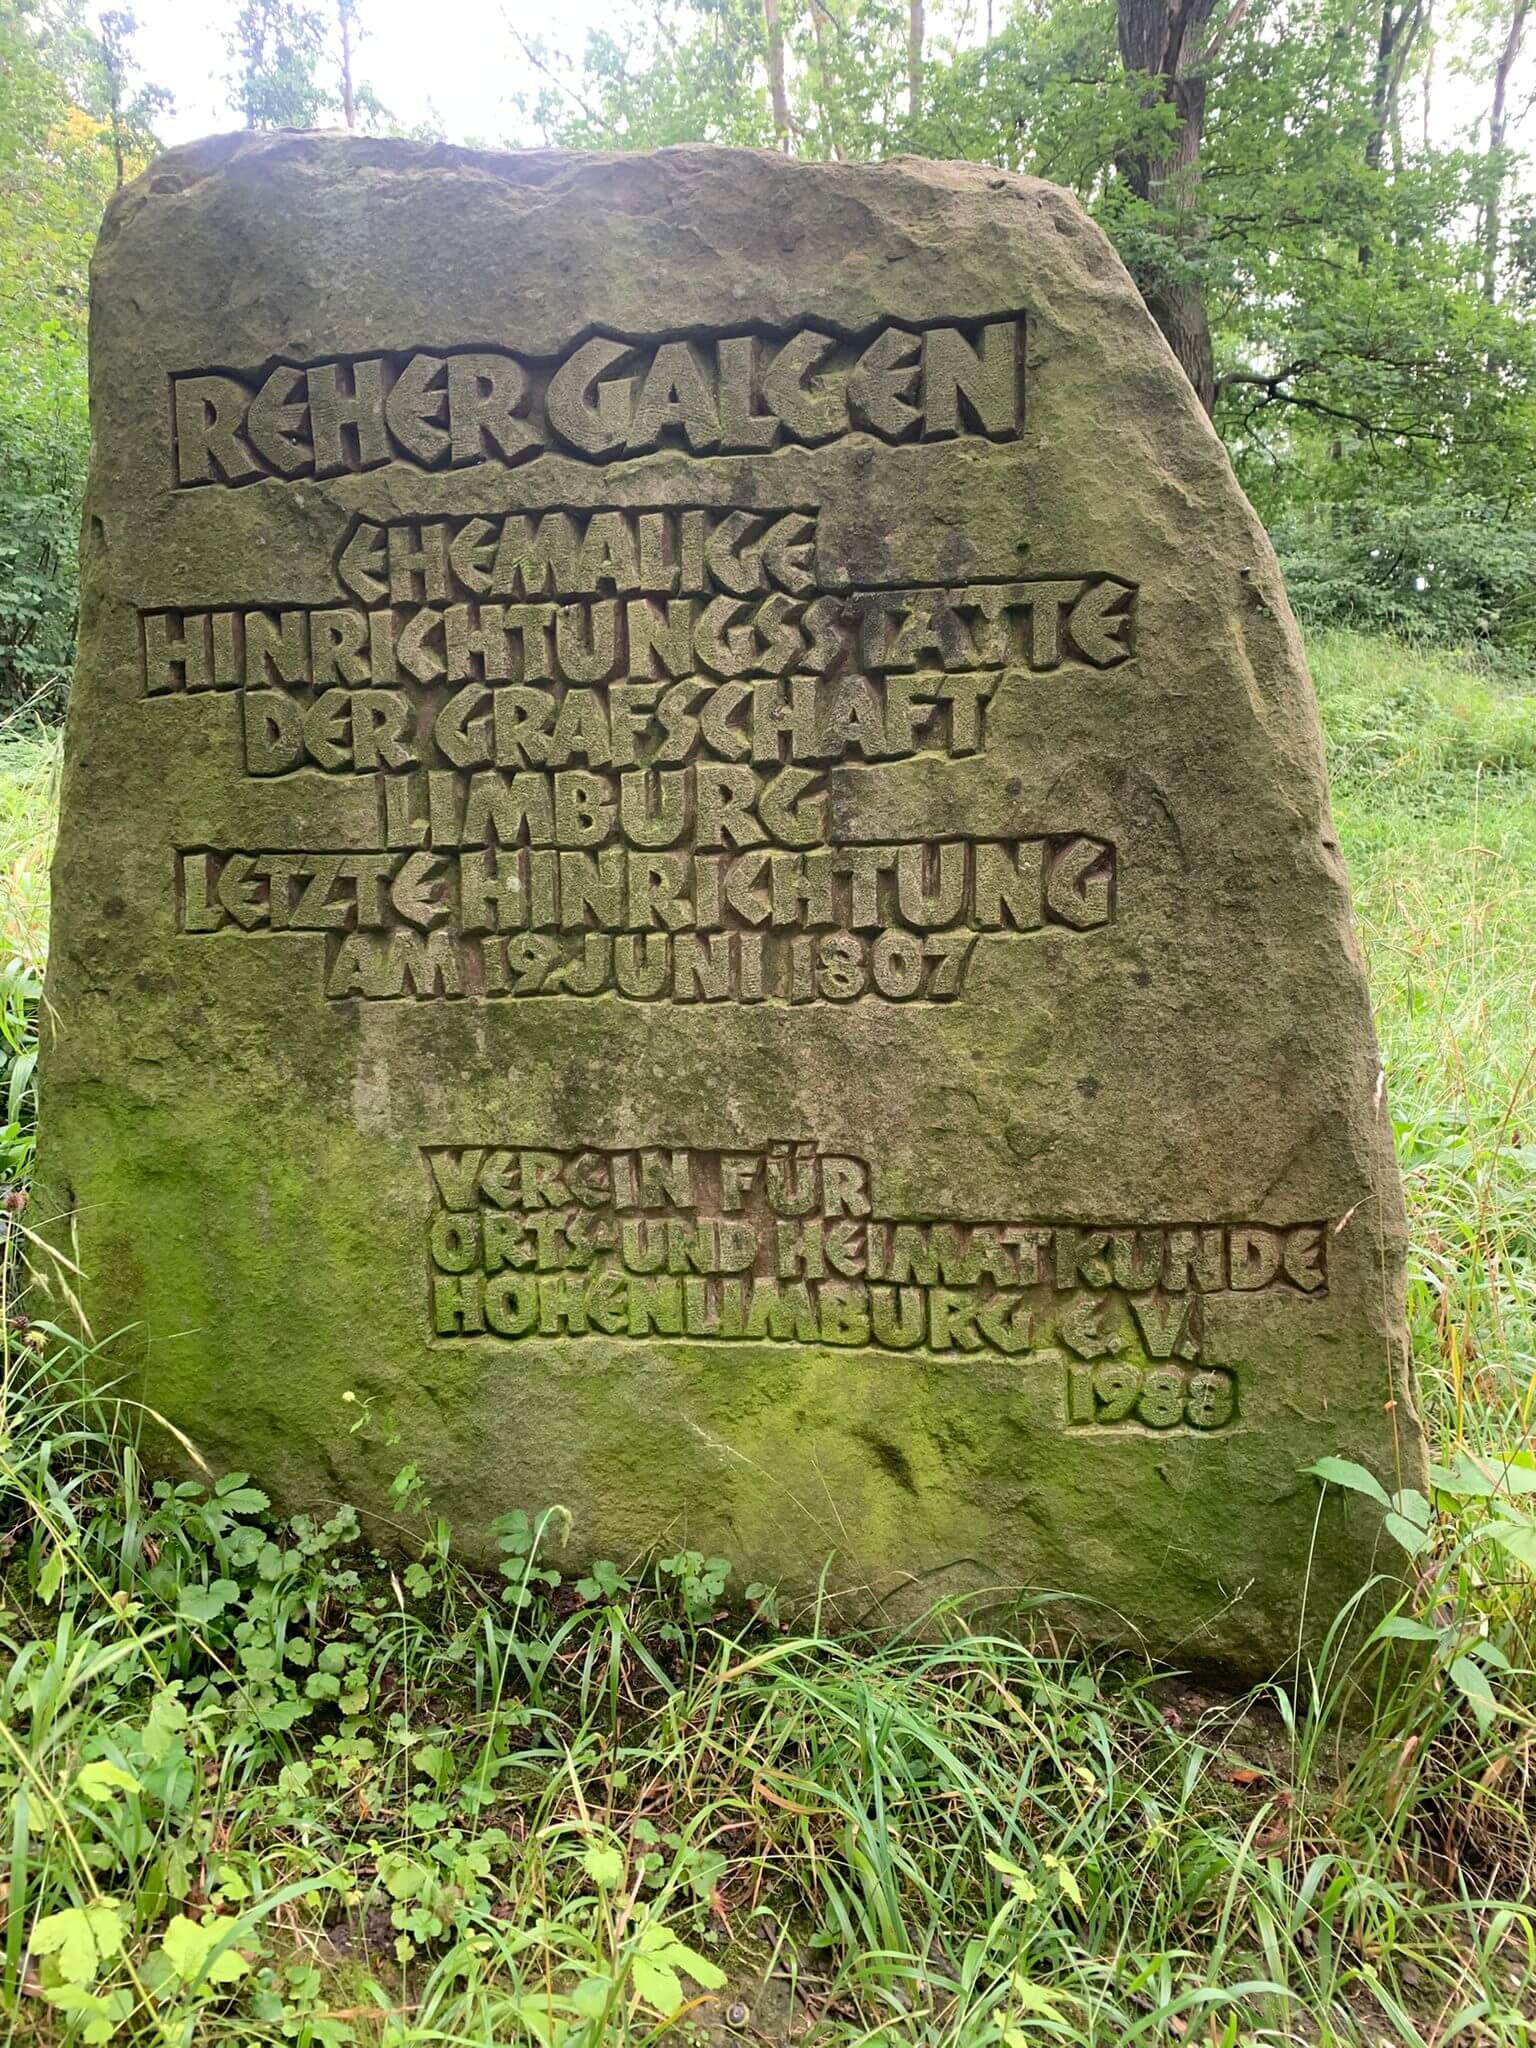 REHER GALGEN
EHEMALIGE
HINRICHTUNGSSTÄTTE
DER GRAFSCHAFT
LIMBURG
LETZTE HINRICHTUNG
AM 19. JUNI 1807
VEREIN FÜR
ORTS- UND HEIMATKUNDE
HOHENLIMBURG E.V.
1988